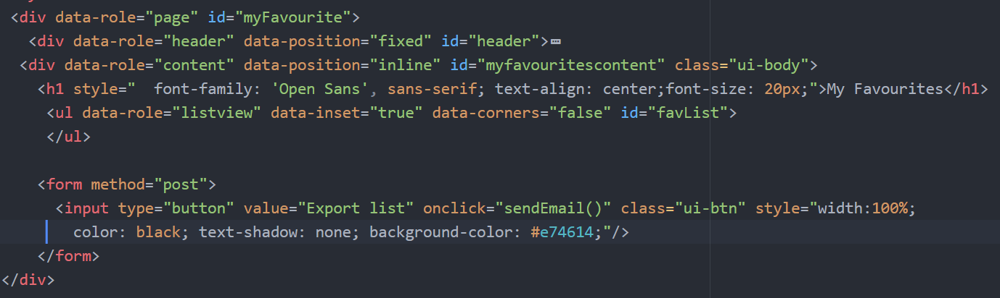 <div data-role="page" id="myFavourite">
<div data-role="header" data-position="fixed" id="header">
<div data-role="content" data-position="inline" id="myfavouritescontent" class="ui-body">
<h1 style="  font-family: 'Open Sans', sans-serif; text-align: center;font-size: 20px;">My Favourites</h1>
<ul data-role="listview" data-inset="true" data-corners="false" id="favList">
</ul>
<form method="post">
<input type="button" value="Export list" onclick="sendEmail()" class="ui-btn" style="width:100%;
color: black; text-shadow: none; background-color: #e74614;"/>
</form>
</div>